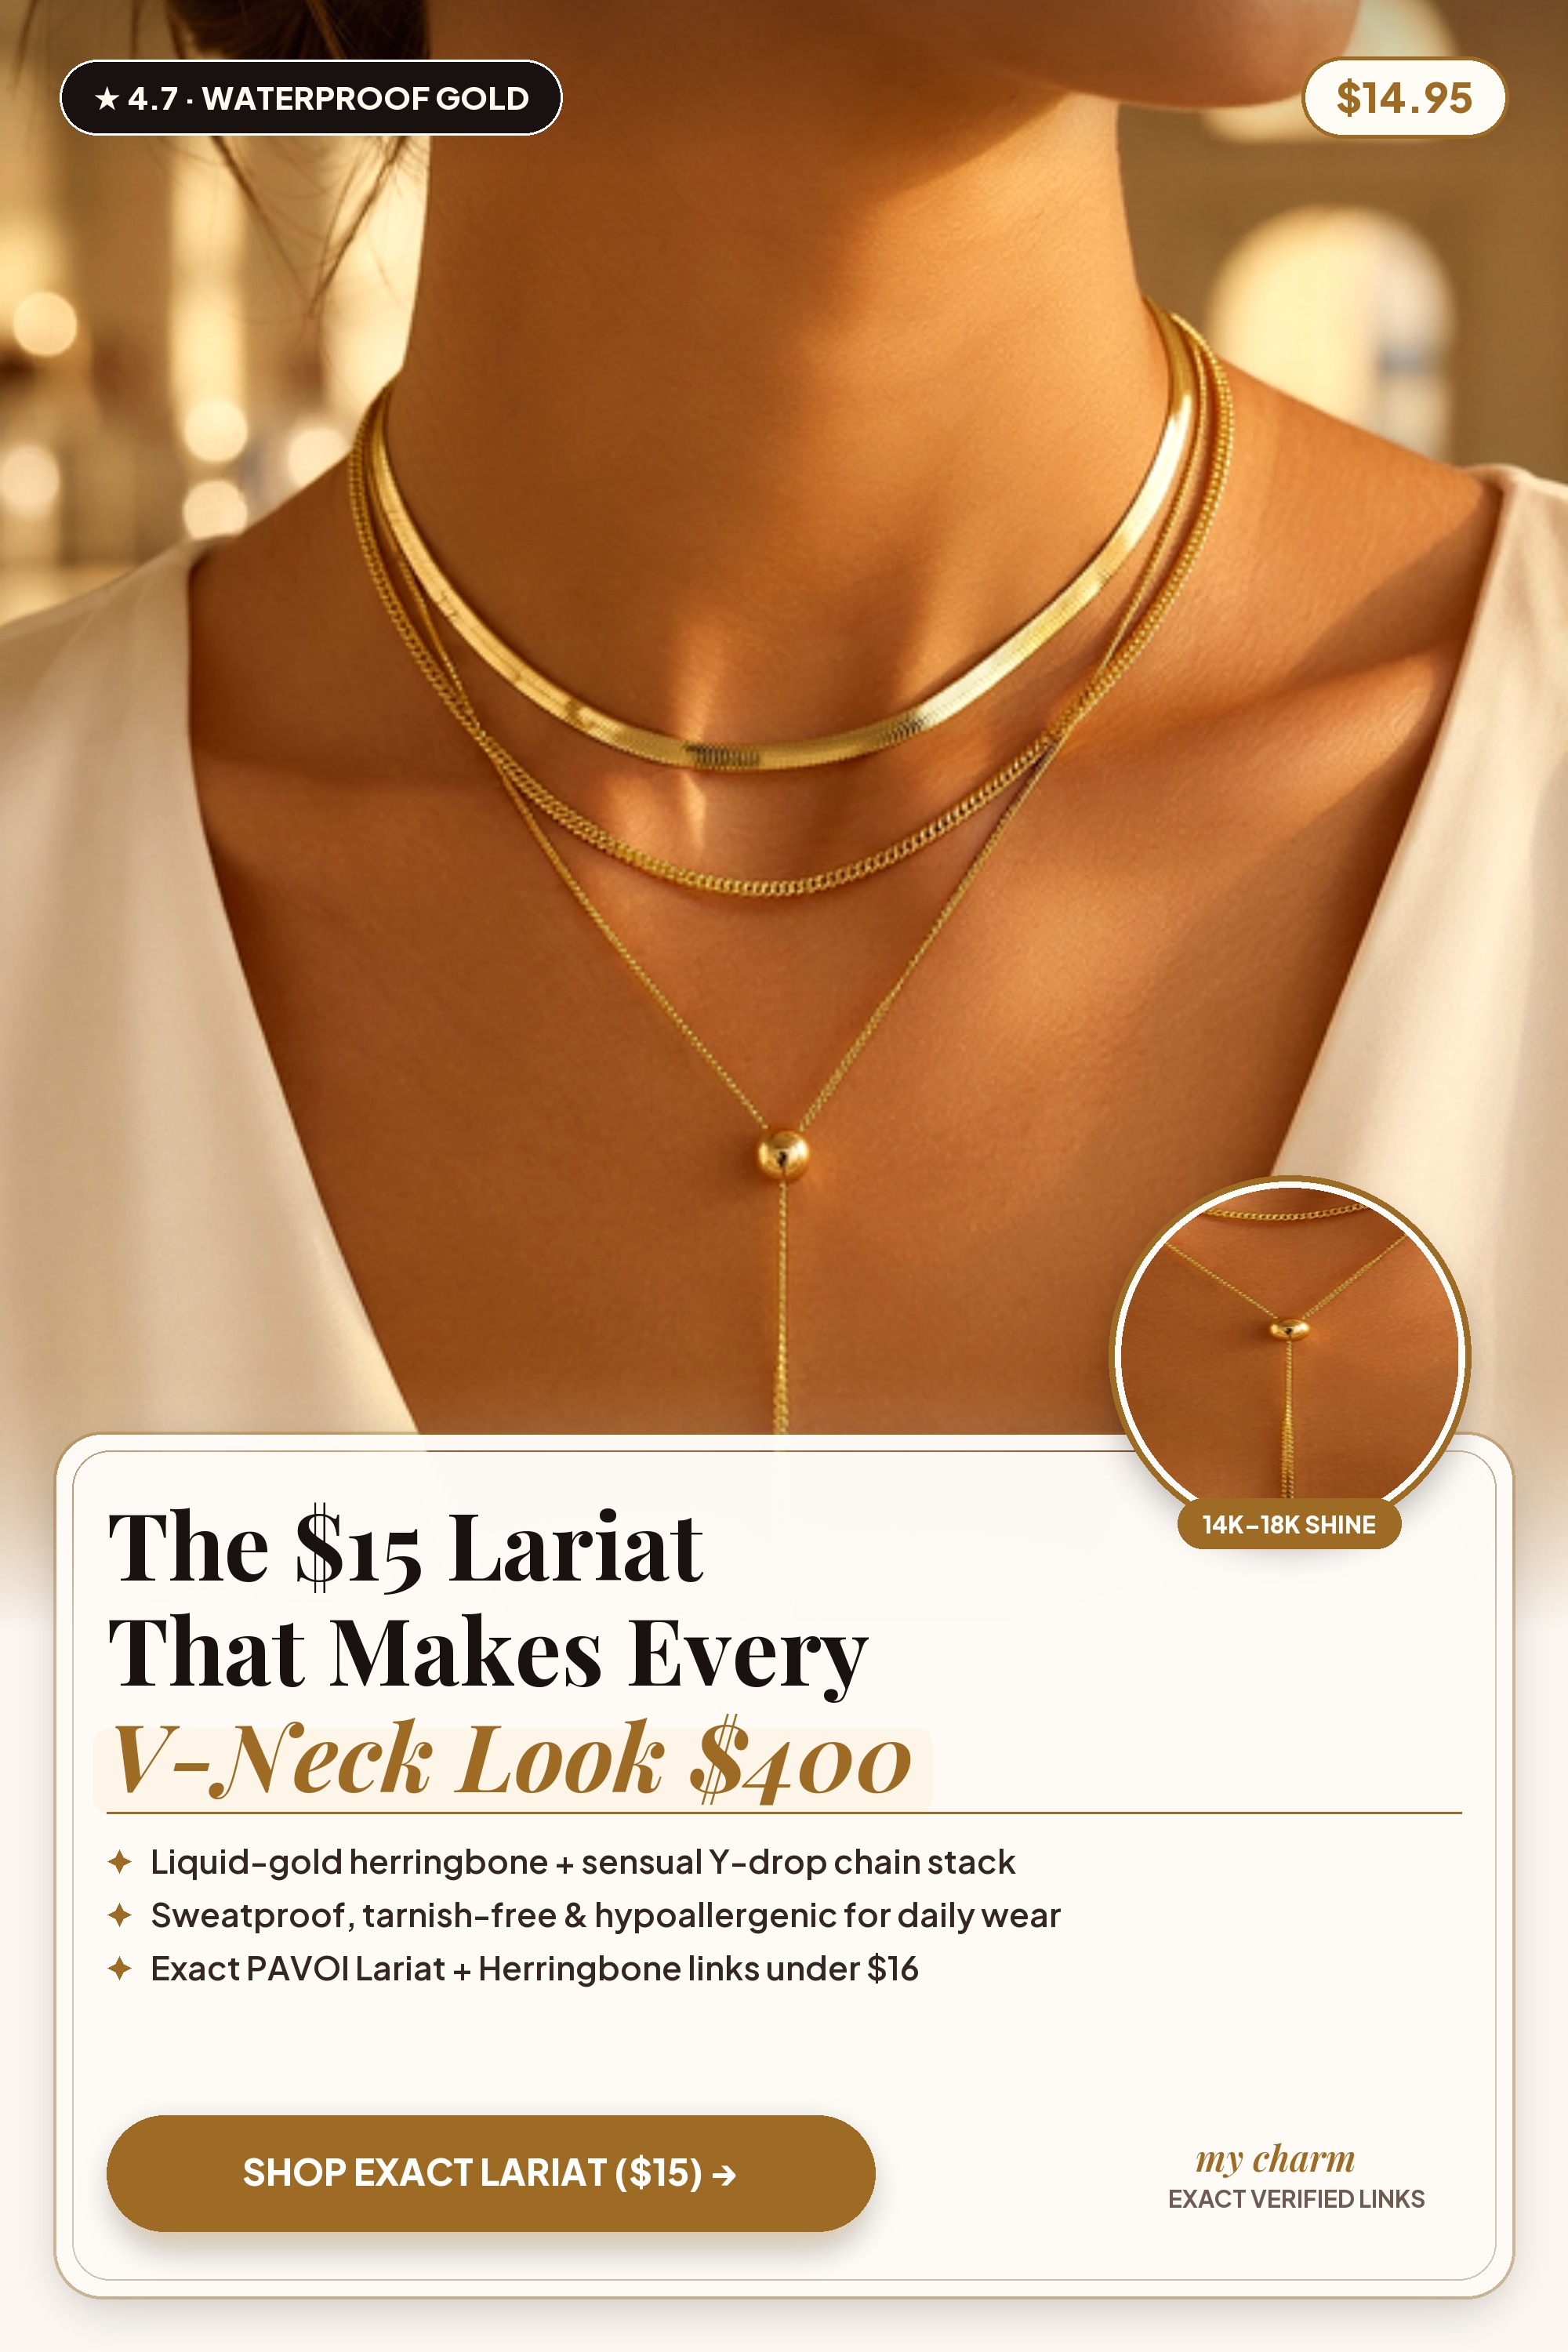 ★ 4.7 · WATERPROOF GOLD
$14.95
14K–18K SHINE
The $15 Lariat
That Makes Every
V-Neck Look $400
✦ Liquid-gold herringbone + sensual Y-drop chain stack
✦ Sweatproof, tarnish-free & hypoallergenic for daily wear
✦ Exact PAVOI Lariat + Herringbone links under $16
SHOP EXACT LARIAT ($15) →
my charm
EXACT VERIFIED LINKS